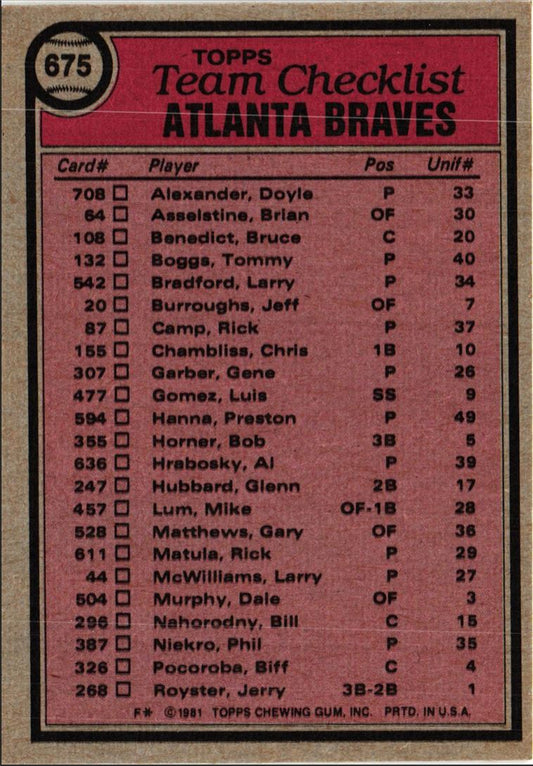 675
TOPPS
Team Checklist
ATLANTA BRAVES
Card# Player Pos Unif#
708 Alexander, Doyle P 33
64 Asselstine, Brian OF 30
108 Benedict, Bruce C 20
132 Boggs, Tommy P 40
542 Bradford, Larry P 34
20 Burroughs, Jeff OF 7
87 Camp, Rick P 37
155 Chambliss, Chris 1B 10
307 Garber, Gene P 26
477 Gomez, Luis SS 9
594 Hanna, Preston P 49
355 Horner, Bob 3B 5
636 Hrabosky, Al P 39
247 Hubbard, Glenn 2B 17
457 Lum, Mike OF-1B 28
528 Matthews, Gary OF 36
611 Matula, Rick P 29
44 McWilliams, Larry P 27
504 Murphy, Dale OF 3
296 Nahorodny, Bill C 15
387 Niekro, Phil P 35
326 Pocoroba, Biff C 4
268 Royster, Jerry 3B-2B 1
F* ©1981 TOPPS CHEWING GUM, INC. PRTD. IN U.S.A.